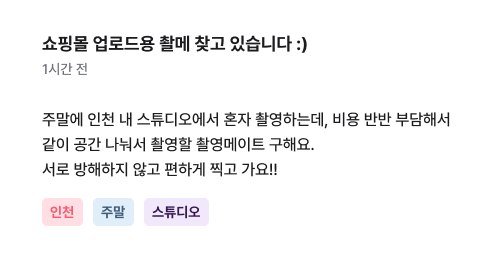 쇼핑몰 업로드용 촬메 찾고 있습니다 :)
1시간 전
주말에 인천 내 스튜디오에서 혼자 촬영하는데, 비용 반반 부담해서
같이 공간 나눠서 촬영할 촬영메이트 구해요.
서로 방해하지 않고 편하게 찍고 가요!!
인천 주말 스튜디오